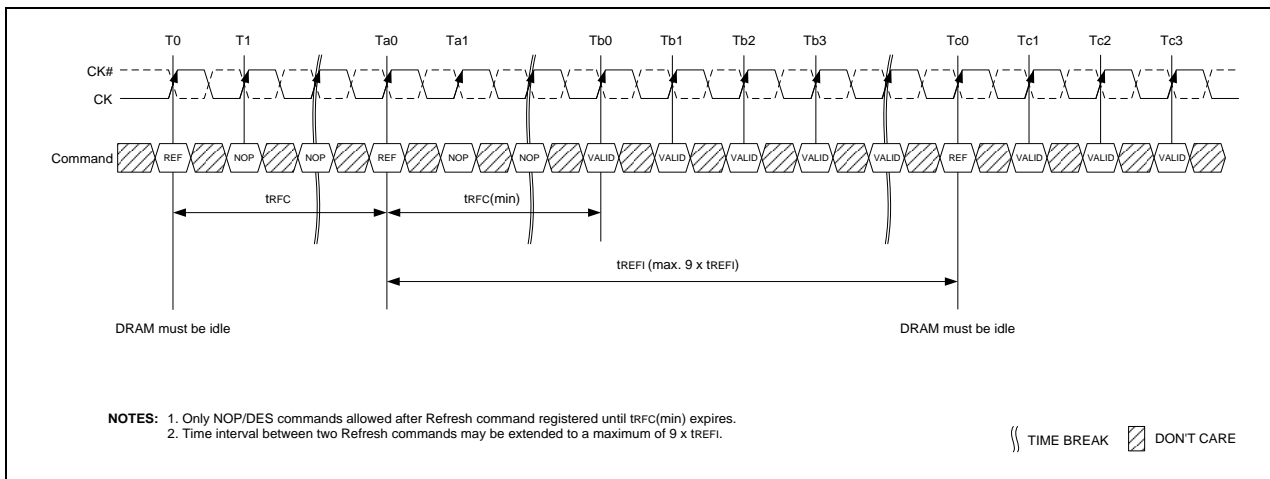 T0 T1 Ta0 Ta1 Tb0 Tb1 Tb2 Tb3 Tc0 Tc1 Tc2 Tc3
CK#
CK
Command REF NOP NOP REF NOP NOP VALID VALID VALID VALID VALID REF VALID VALID VALID
tRFC tRFC(min)
tREFI (max. 9 x tREFI)
DRAM must be idle DRAM must be idle
NOTES: 1. Only NOP/DES commands allowed after Refresh command registered until tRFC(min) expires.
2. Time interval between two Refresh commands may be extended to a maximum of 9 x tREFI.
TIME BREAK DON'T CARE